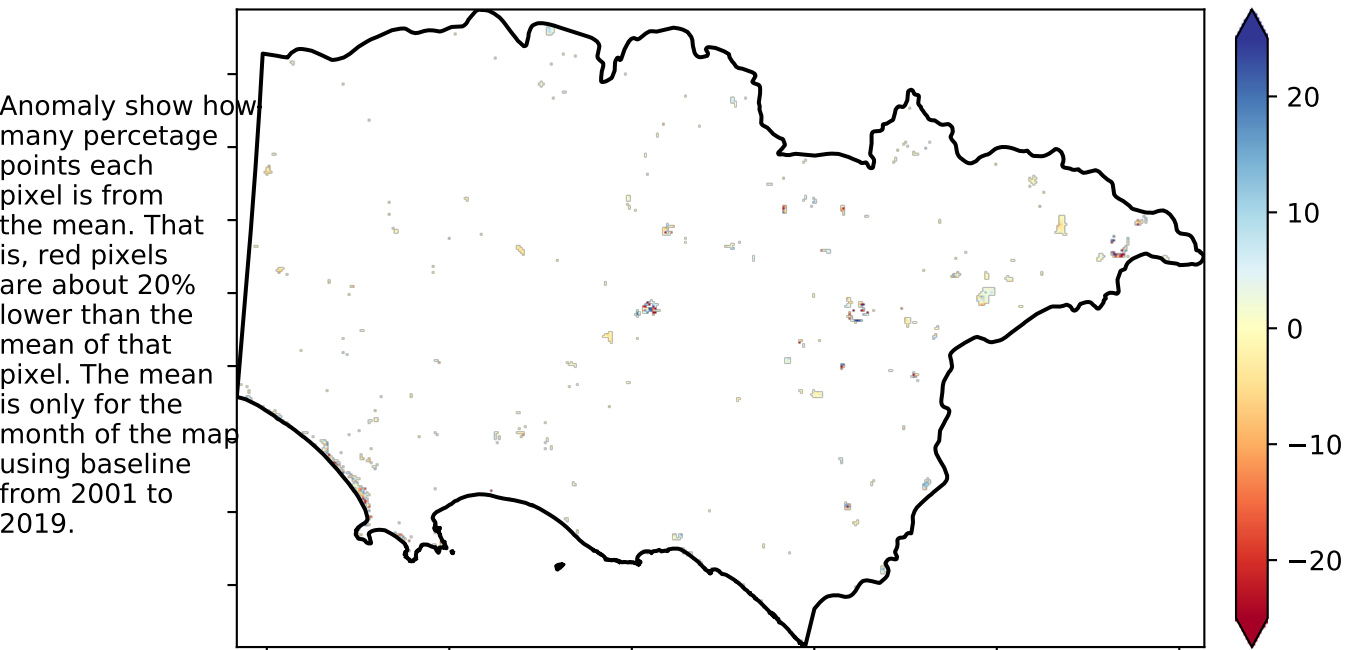 Anomaly show how
many percetage
points each
pixel is from
the mean. That
is, red pixels
are about 20%
lower than the
mean of that
pixel. The mean
is only for the
month of the map
using baseline
from 2001 to
2019.
20
10
0
−10
−20